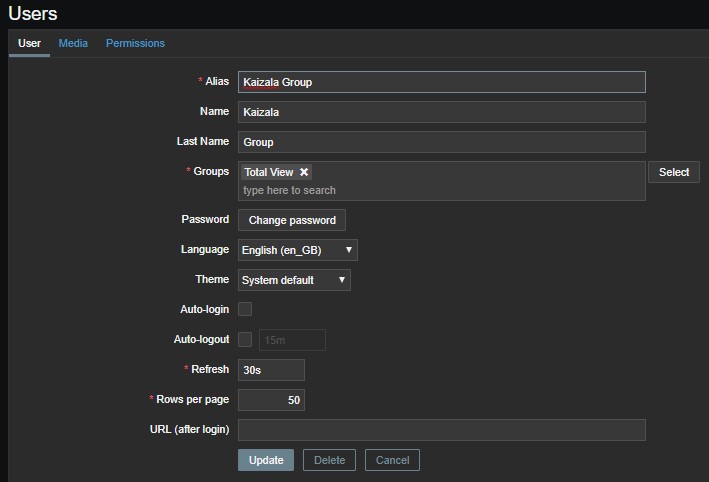 Users
User Media Permissions
* Alias Kaizala Group
Name Kaizala
Last Name Group
* Groups Total View ✖ Select
type here to search
Password Change password
Language English (en_GB) ▼
Theme System default ▼
Auto-login
Auto-logout 15m
* Refresh 30s
* Rows per page 50
URL (after login)
Update Delete Cancel